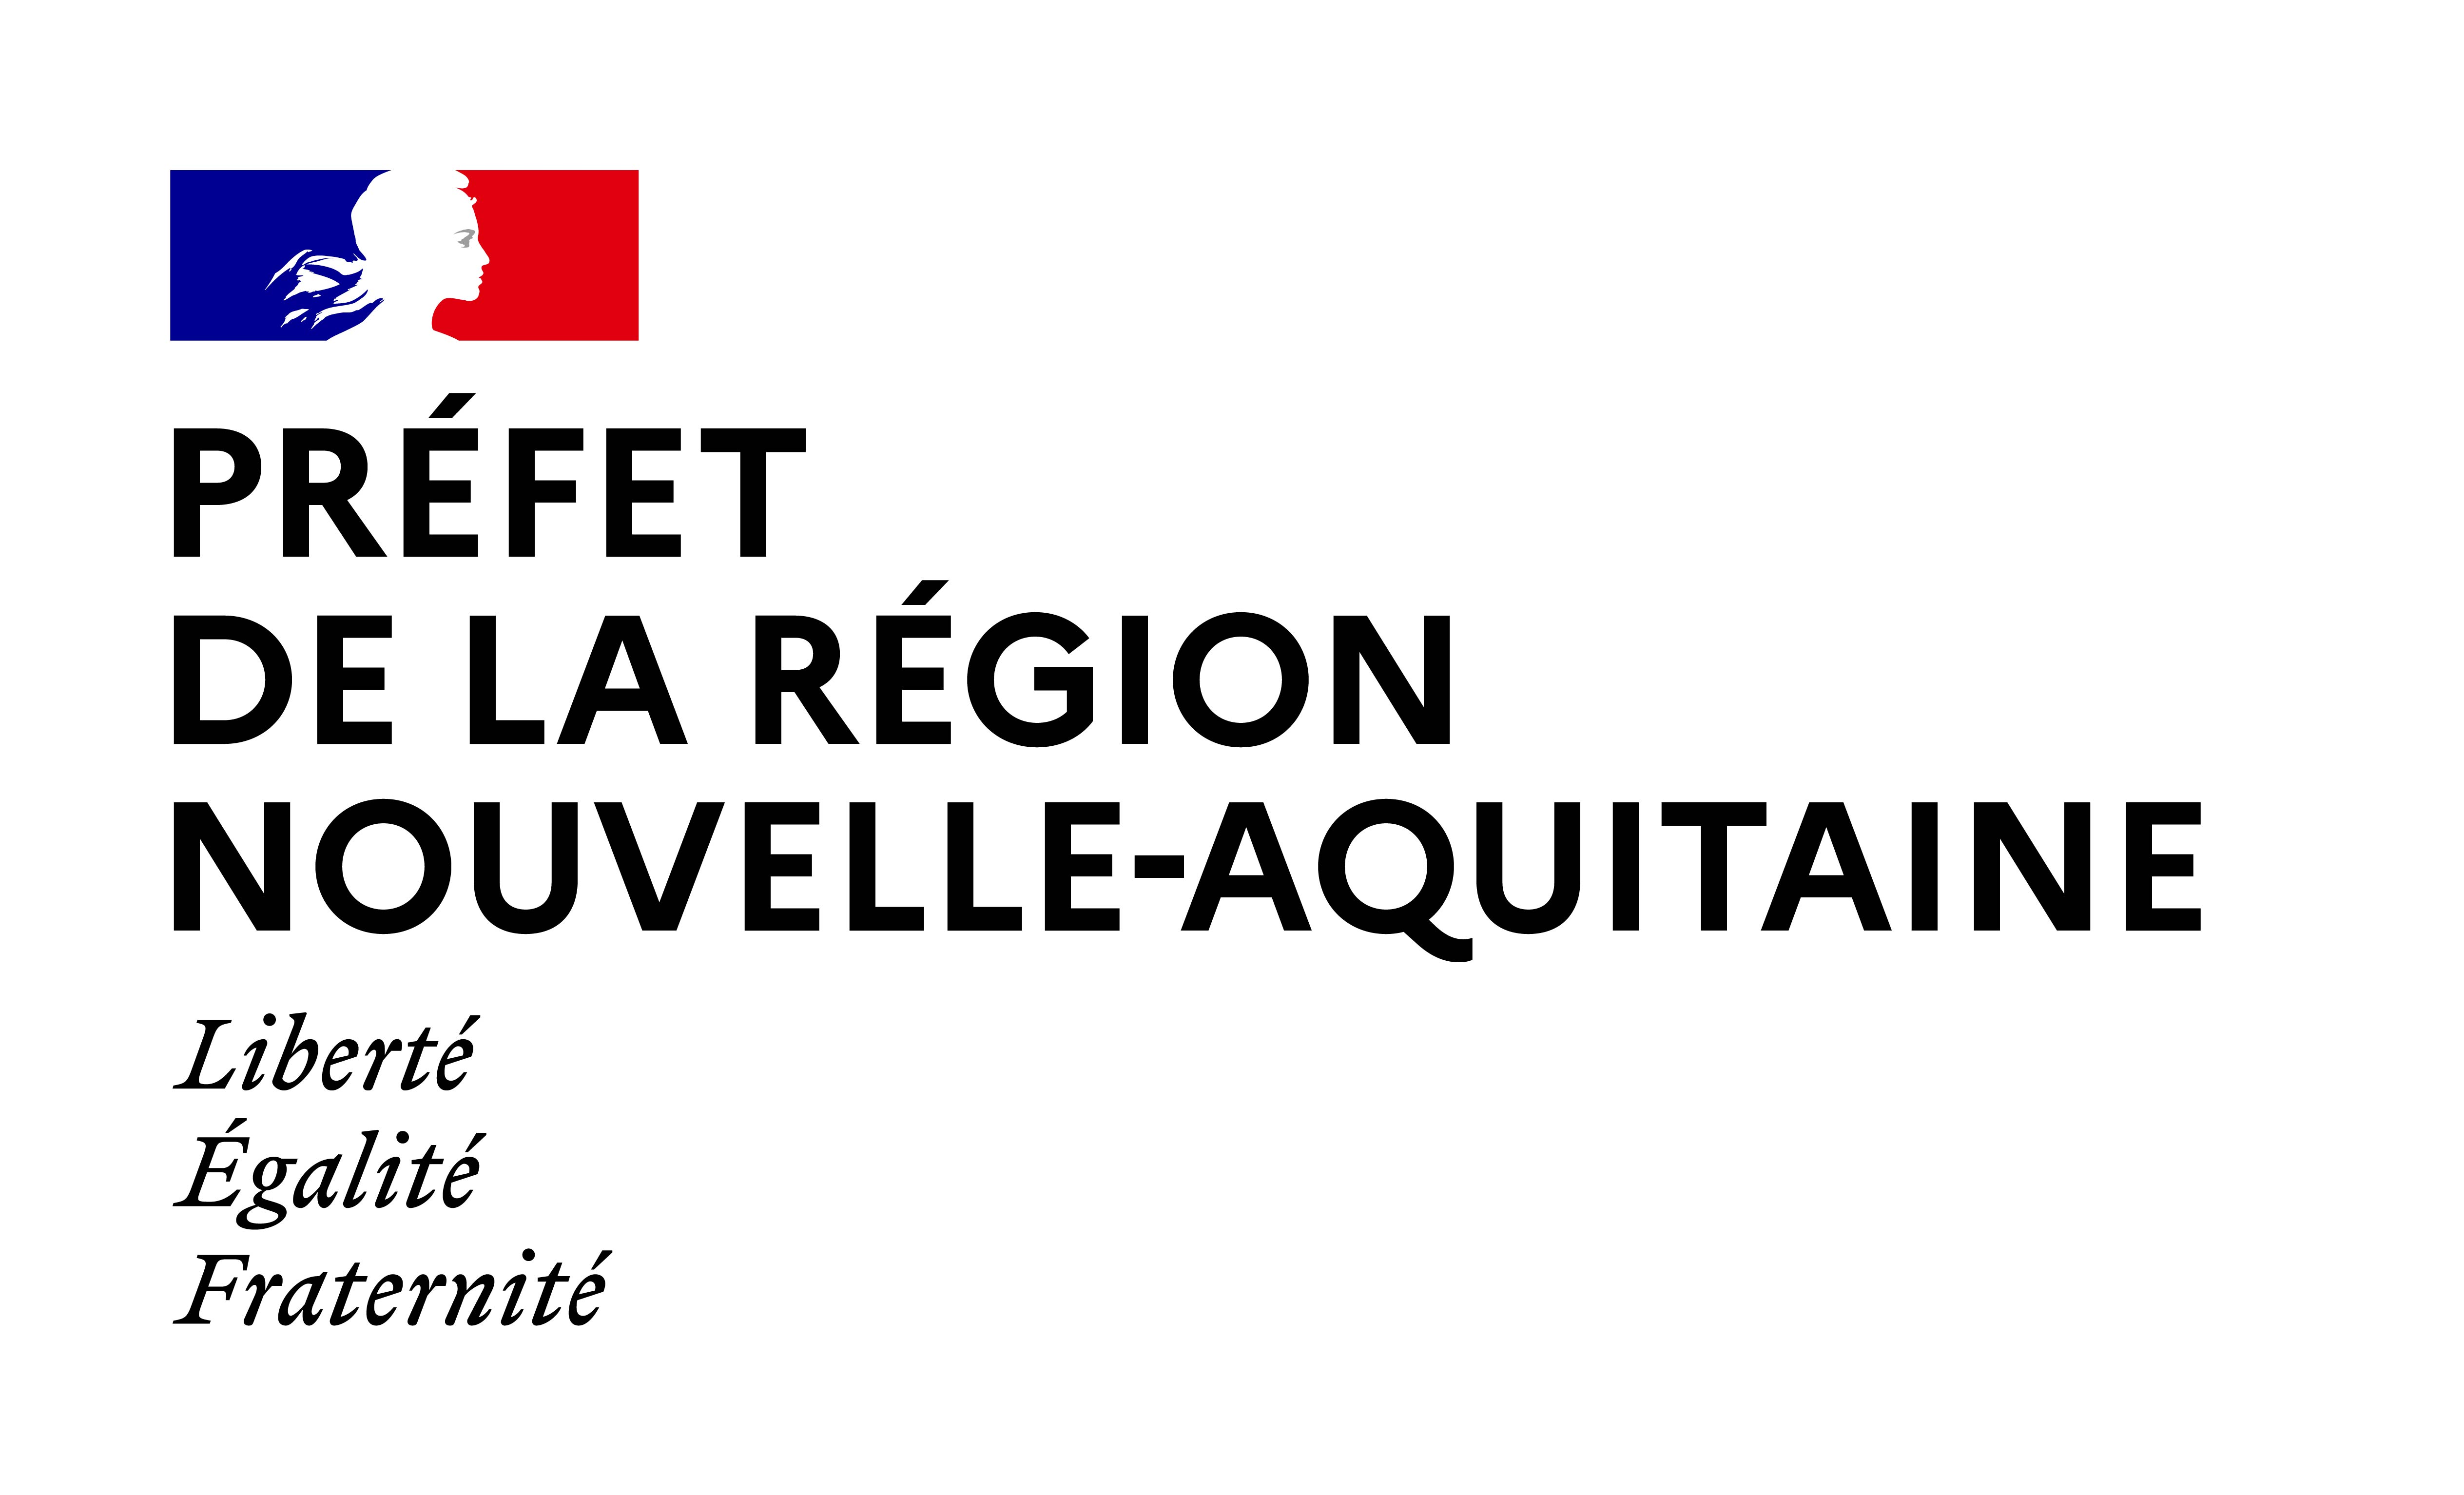 PRÉFET
DE LA RÉGION
NOUVELLE-AQUITAINE
Liberté
Égalité
Fraternité